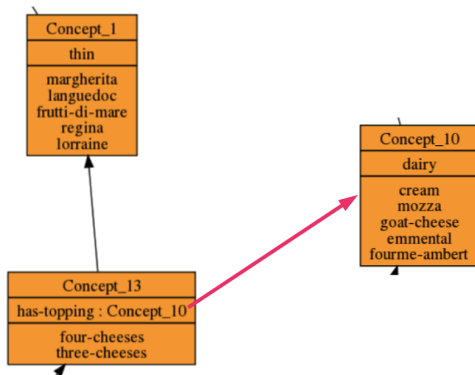 Concept_1
thin
margherita
languedoc
frutti-di-mare
regina
lorraine
Concept_10
dairy
cream
mozza
goat-cheese
emmental
fourme-ambert
Concept_13
has-topping : Concept_10
four-cheeses
three-cheeses